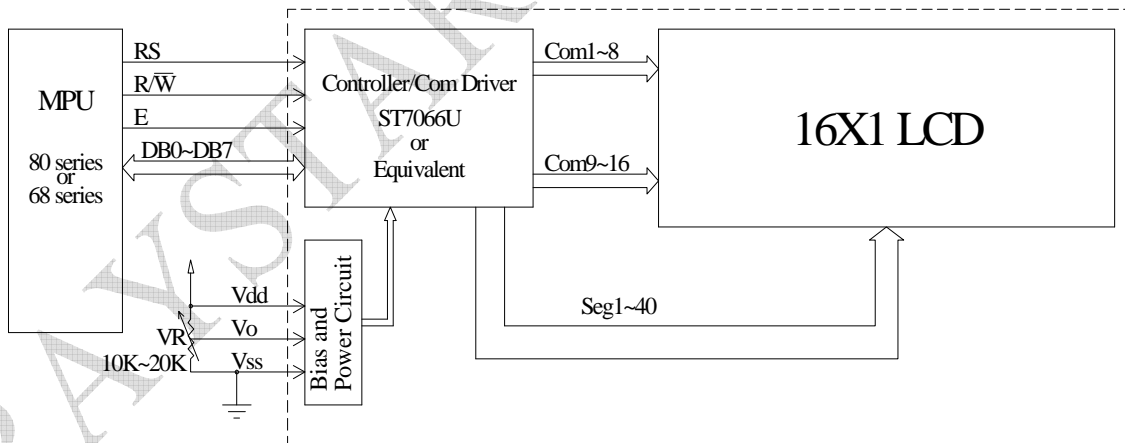 MPU
80 series
or
68 series
RS
R/W̅
E
DB0~DB7
Controller/Com Driver
ST7066U
or
Equivalent
Com1~8
Com9~16
16X1 LCD
Seg1~40
Bias and
Power Circuit
Vdd
Vo
Vss
VR
10K~20K
AYSTAR